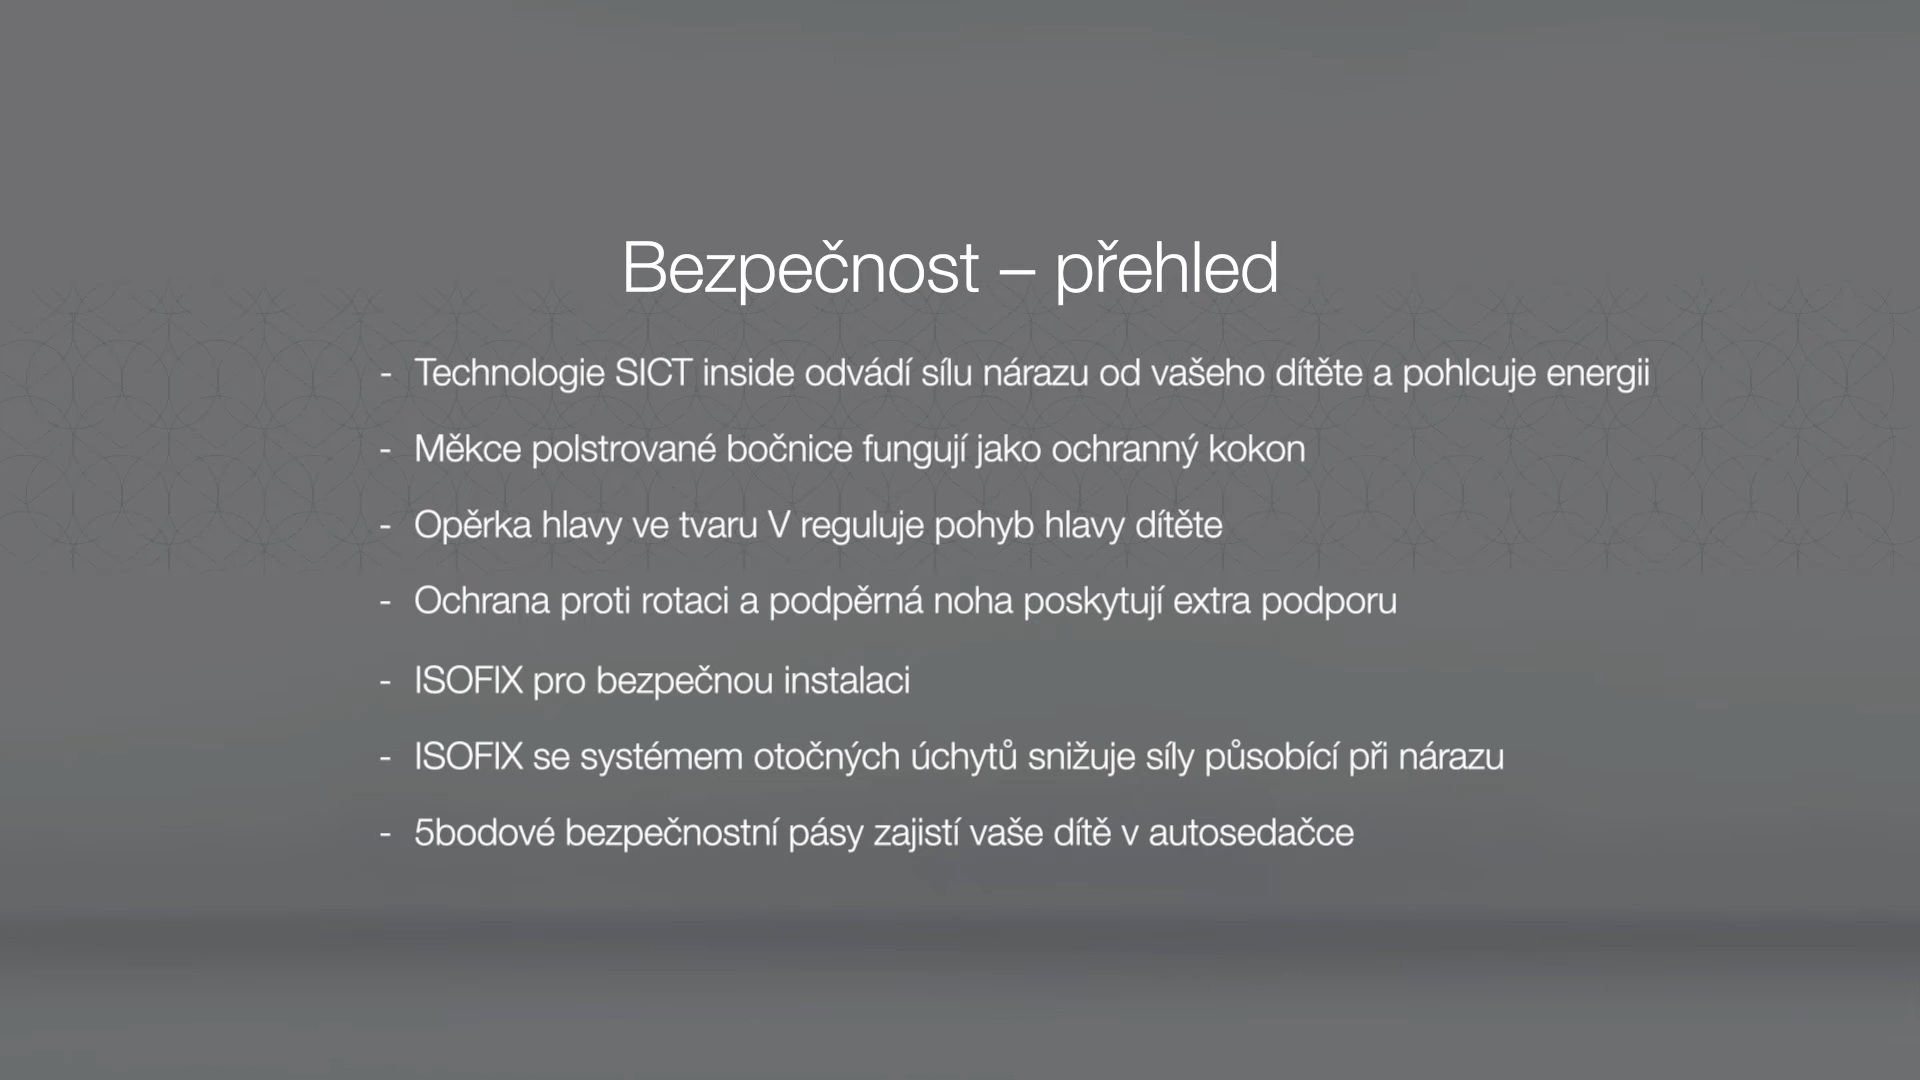 Bezpečnost – přehled
- Technologie SICT inside odvádí sílu nárazu od vašeho dítěte a pohlcuje energii
- Měkce polstrované bočnice fungují jako ochranný kokon
- Opěrka hlavy ve tvaru V reguluje pohyb hlavy dítěte
- Ochrana proti rotaci a podpěrná noha poskytují extra podporu
- ISOFIX pro bezpečnou instalaci
- ISOFIX se systémem otočných úchytů snižuje síly působící při nárazu
- 5bodové bezpečnostní pásy zajistí vaše dítě v autosedačce